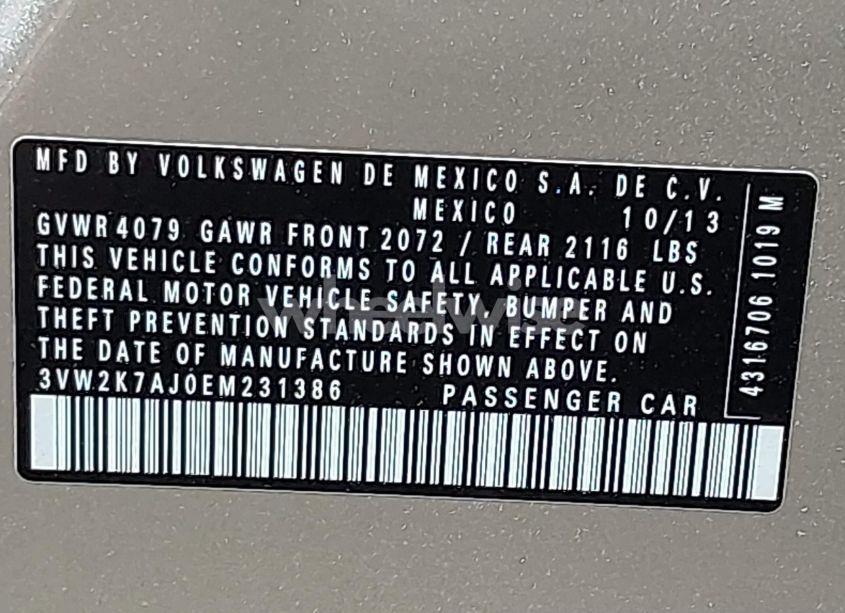 MFD BY VOLKSWAGEN DE MEXICO S.A. DE C.V.
MEXICO 10/13
GVWR 4079 GAWR FRONT 2072 / REAR 2116 LBS
THIS VEHICLE CONFORMS TO ALL APPLICABLE U.S.
FEDERAL MOTOR VEHICLE SAFETY, BUMPER AND
THEFT PREVENTION STANDARDS IN EFFECT ON
THE DATE OF MANUFACTURE SHOWN ABOVE.
3VW2K7AJ0EM231386 PASSENGER CAR
4316706 1019 M
wheelwise